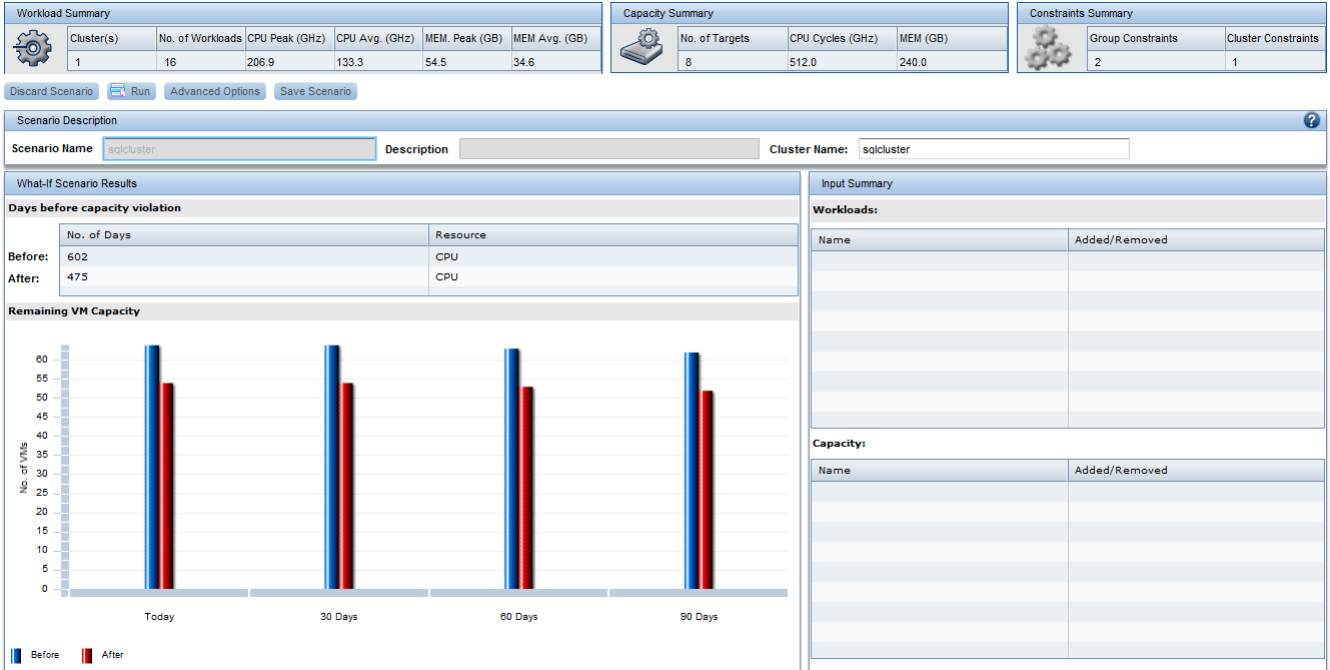 Workload Summary
Cluster(s) No. of Workloads CPU Peak (GHz) CPU Avg. (GHz) MEM. Peak (GB) MEM Avg. (GB)
1 16 206.9 133.3 54.5 34.6
Capacity Summary
No. of Targets CPU Cycles (GHz) MEM (GB)
8 512.0 240.0
Constraints Summary
Group Constraints Cluster Constraints
2 1
Discard Scenario Run Advanced Options Save Scenario
Scenario Description ?
Scenario Name sqlcluster Description Cluster Name: sqlcluster
What-If Scenario Results
Days before capacity violation
No. of Days Resource
Before: 602 CPU
After: 475 CPU
Remaining VM Capacity
60
55
50
45
40
35
30
25
20
15
10
5
0
No. of VMs
Today 30 Days 60 Days 90 Days
Before After
Input Summary
Workloads:
Name Added/Removed
Capacity:
Name Added/Removed